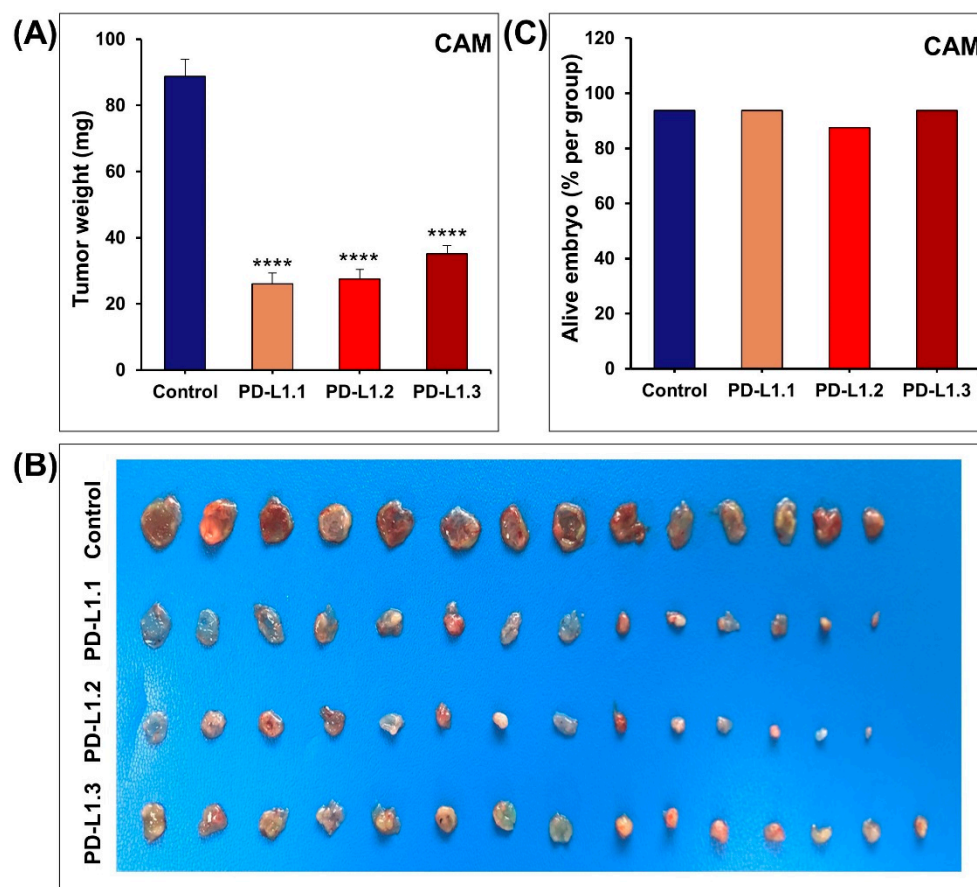 (A)
CAM
Tumor weight (mg)
100
80
60
40
20
0
****
****
****
Control PD-L1.1 PD-L1.2 PD-L1.3
(C)
CAM
Alive embryo (% per group)
120
100
80
60
40
20
0
Control PD-L1.1 PD-L1.2 PD-L1.3
(B)
Control
PD-L1.1
PD-L1.2
PD-L1.3